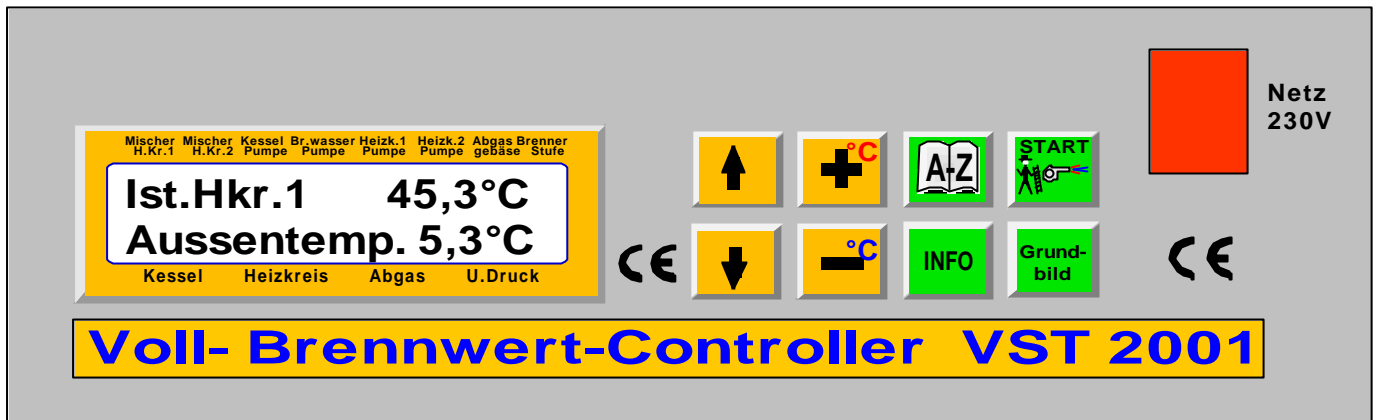 Netz
230V
Mischer Mischer Kessel Br.wasser Heizk.1 Heizk.2 Abgas Brenner
H.Kr.1 H.Kr.2 Pumpe Pumpe Pumpe Pumpe gebäse Stufe
Ist.Hkr.1 45,3°C
Aussentemp. 5,3°C
Kessel Heizkreis Abgas U.Druck
CE
°C
A-Z
START
°C
INFO
Grund-
bild
CE
Voll- Brennwert-Controller VST 2001